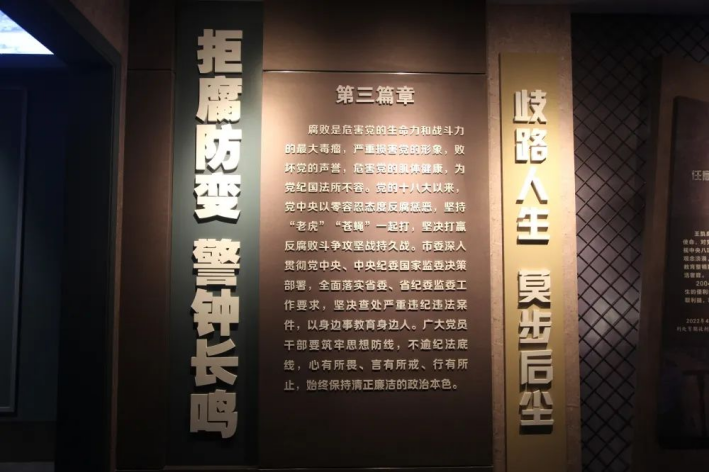 拒腐防变 警钟长鸣
第三篇章
腐败是危害党的生命力和战斗力
的最大毒瘤，严重损害党的形象，败
坏党的声誉，危害党的肌体健康，为
党纪国法所不容。党的十八大以来，
党中央以零容忍态度反腐惩恶，坚持
“老虎”“苍蝇”一起打，坚决打赢
反腐败斗争攻坚战持久战。市委深入
贯彻党中央、中央纪委国家监委决策
部署，全面落实省委、省纪委监委工
作要求，坚决查处严重违纪违法案
件，以身边事教育身边人。广大党员
干部要筑牢思想防线，不逾纪法底
线，心有所畏、言有所戒、行有所
止，始终保持清正廉洁的政治本色。
歧路人生 莫步后尘